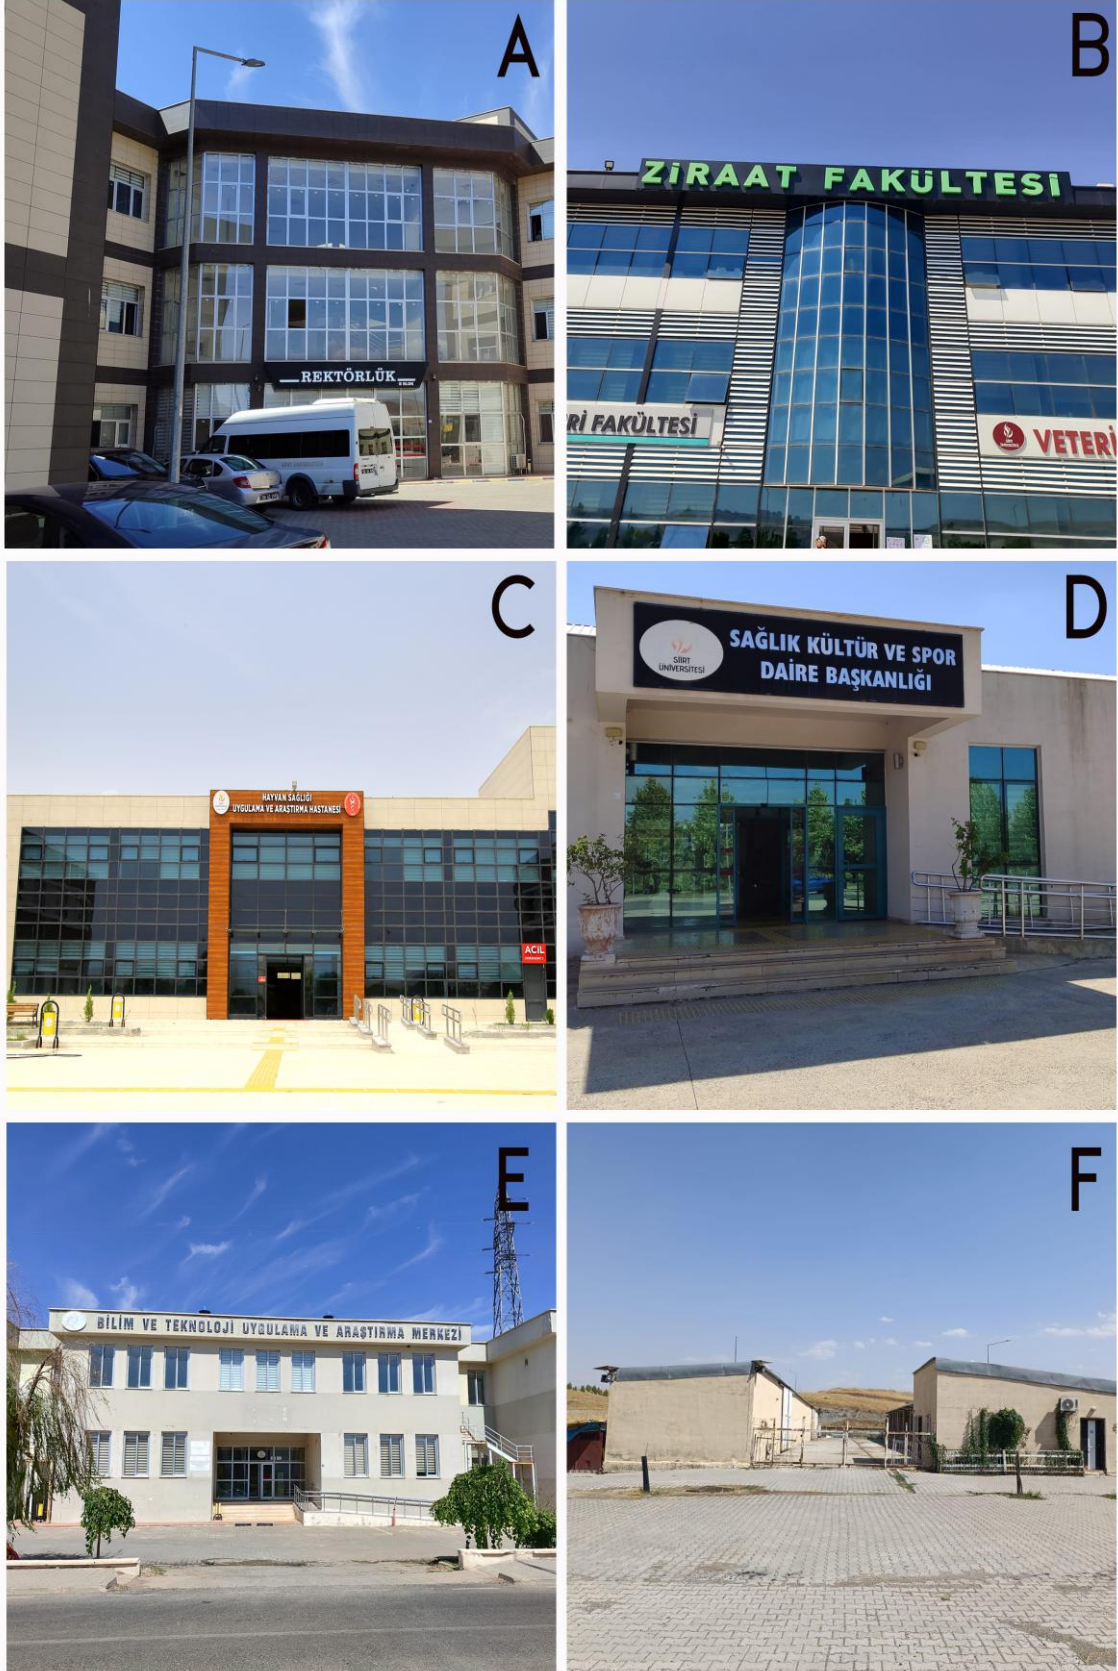 A
REKTÖRLÜK
B
ZİRAAT FAKÜLTESİ
Rİ FAKÜLTESİ
VETERİ
C
HAYVAN SAĞLIĞI
UYGULAMA VE ARAŞTIRMA HASTANESİ
ACİL
D
SİİRT
ÜNİVERSİTESİ
SAĞLIK KÜLTÜR VE SPOR
DAİRE BAŞKANLIĞI
E
BİLİM VE TEKNOLOJİ UYGULAMA VE ARAŞTIRMA MERKEZİ
F